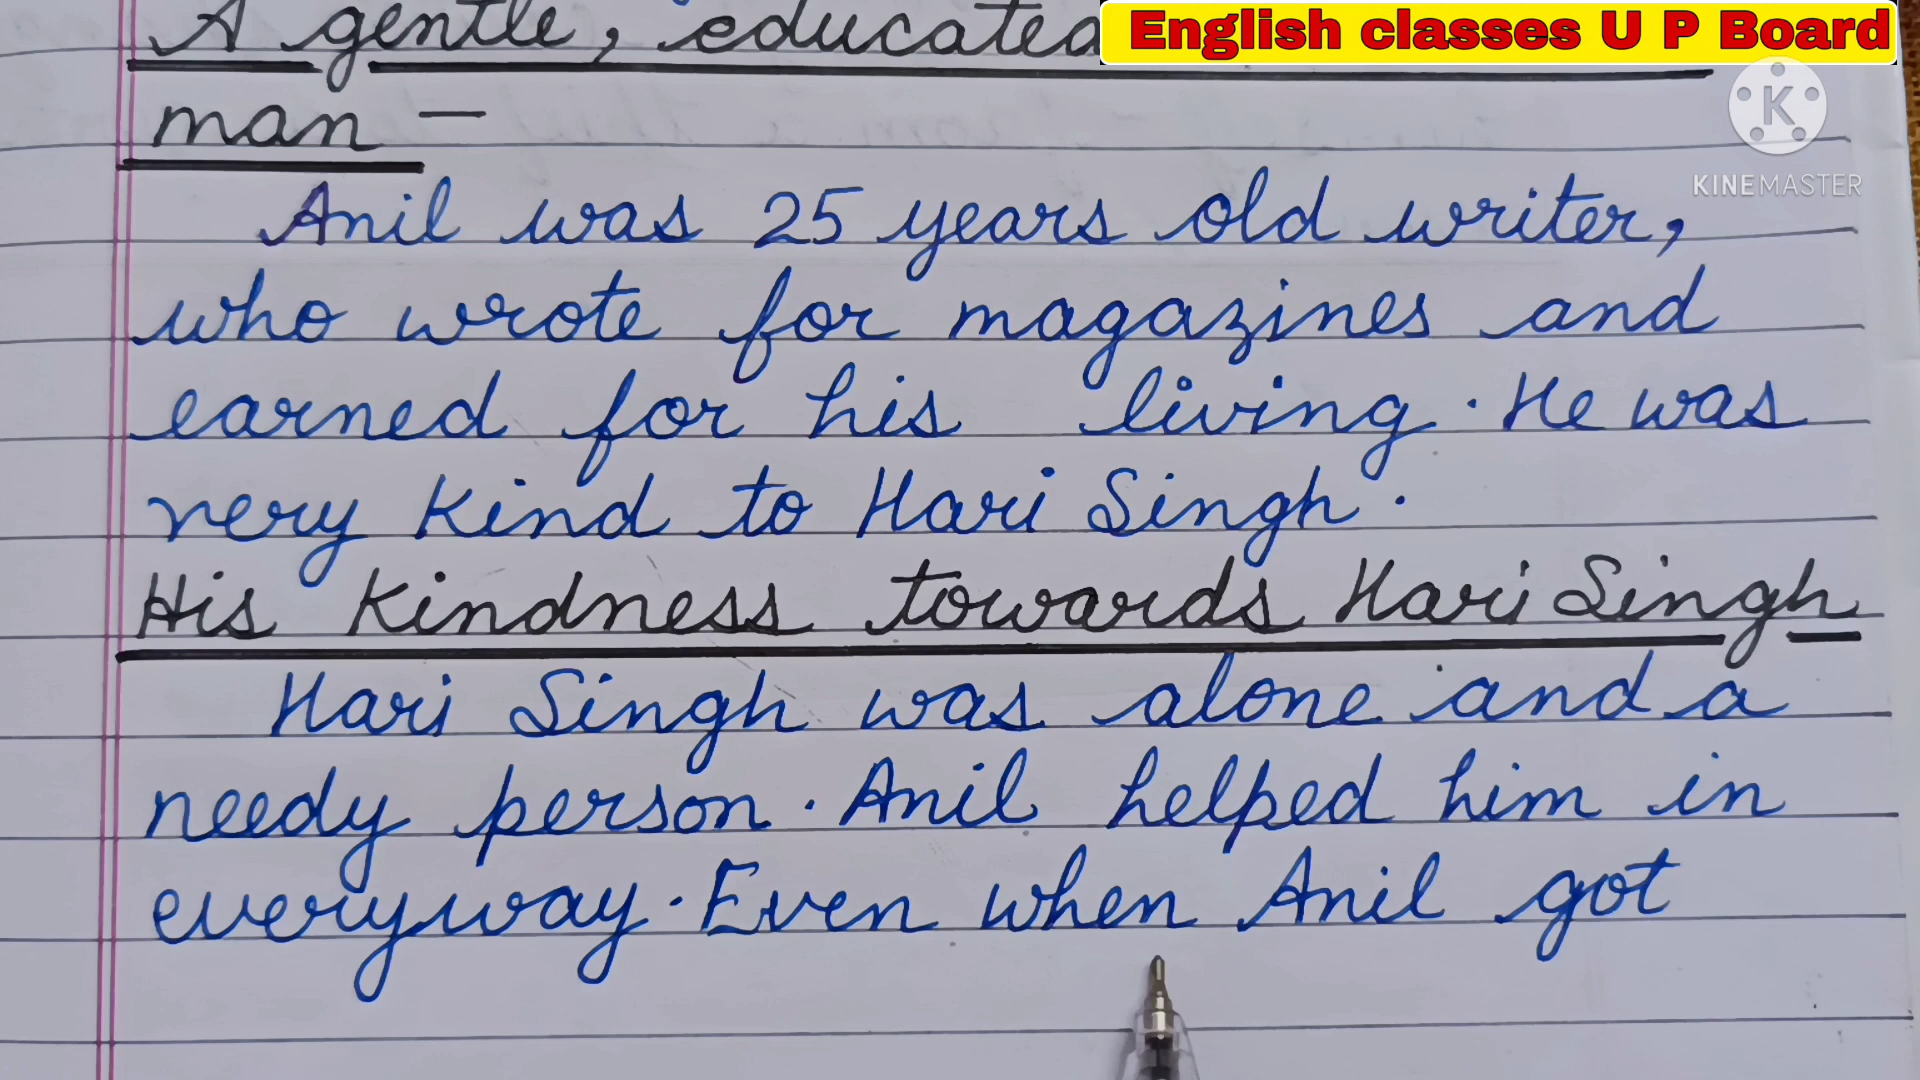 A gentle, educated
English classes U P Board
man –
K
KINEMASTER
Anil was 25 years old writer,
who wrote for magazines and
earned for his living. He was
very kind to Hari Singh.
His kindness towards Hari Singh
Hari Singh was alone and a
needy person. Anil helped him in
everyway. Even when Anil got